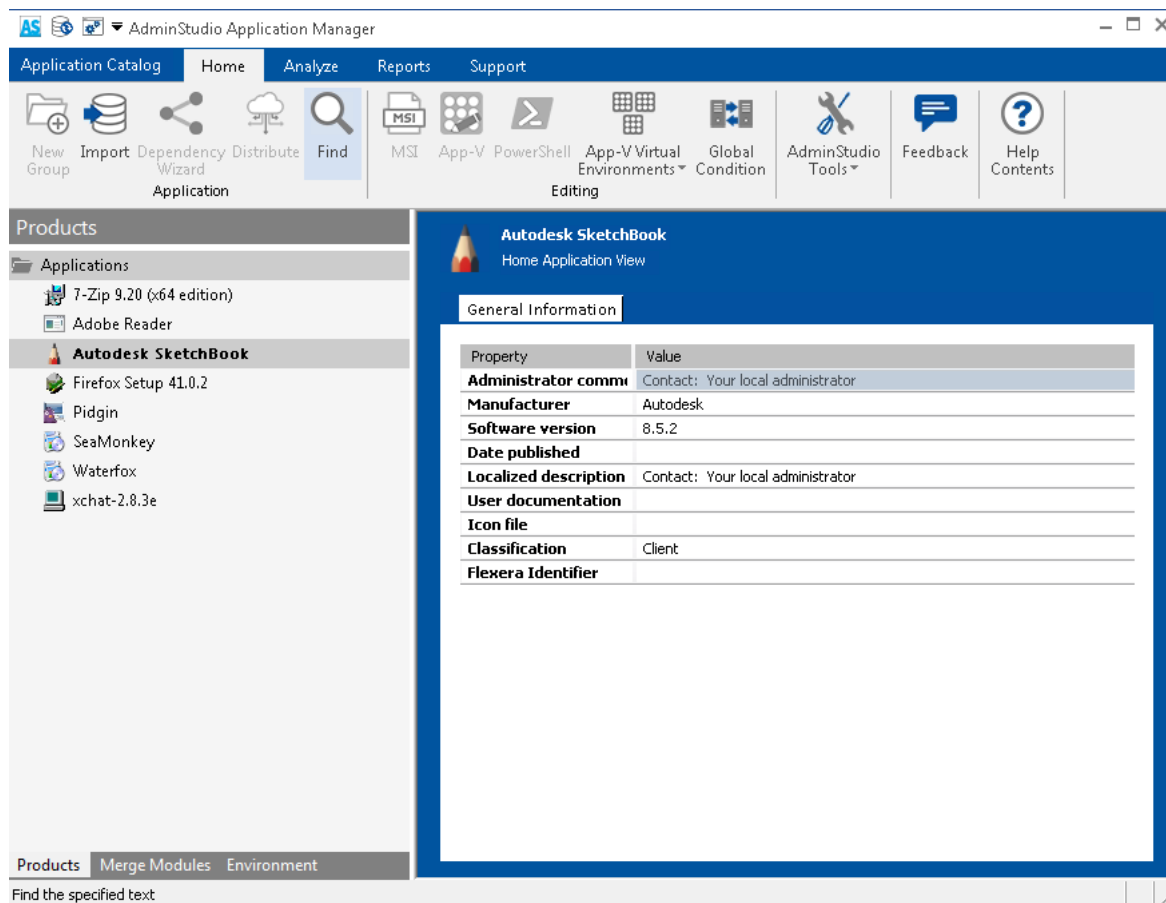 AS AdminStudio Application Manager
Application Catalog Home Analyze Reports Support
New Group Import Dependency Wizard Distribute Find
Application
MSI
MSI App-V PowerShell App-V Virtual Environments Global Condition
Editing
AdminStudio Tools
Feedback
Help Contents
Products
Applications
7-Zip 9.20 (x64 edition)
Adobe Reader
Autodesk SketchBook
Firefox Setup 41.0.2
Pidgin
SeaMonkey
Waterfox
xchat-2.8.3e
Autodesk SketchBook
Home Application View
General Information
Property Value
Administrator comme Contact: Your local administrator
Manufacturer Autodesk
Software version 8.5.2
Date published
Localized description Contact: Your local administrator
User documentation
Icon file
Classification Client
Flexera Identifier
Products Merge Modules Environment
Find the specified text